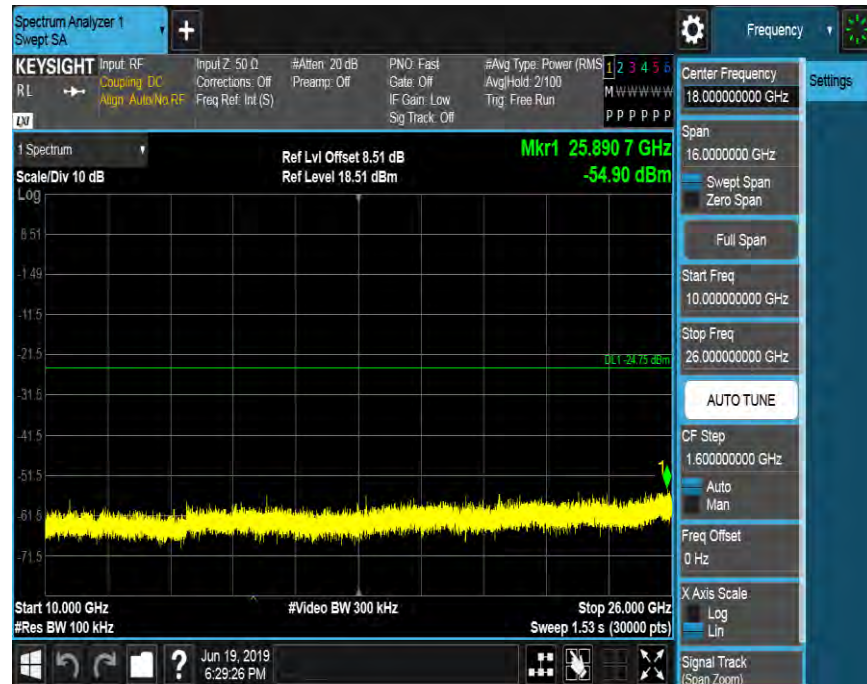 Spectrum Analyzer 1
Swept SA
+
Frequency
KEYSIGHT
RL
LXI
Input: RF
Coupling: DC
Align: Auto/No RF
Input Z: 50 Ω
Corrections: Off
Freq Ref: Int (S)
#Atten: 20 dB
Preamp: Off
PNO: Fast
Gate: Off
IF Gain: Low
Sig Track: Off
#Avg Type: Power (RMS
Avg|Hold: 2/100
Trig: Free Run
1 2 3 4 5 6
M W W W W W
P P P P P P
Center Frequency
18.000000000 GHz
Settings
1 Spectrum
Scale/Div 10 dB
Log
Ref Lvl Offset 8.51 dB
Ref Level 18.51 dBm
Mkr1 25.890 7 GHz
-54.90 dBm
Span
16.0000000 GHz
Swept Span
Zero Span
Full Span
Start Freq
10.000000000 GHz
Stop Freq
26.000000000 GHz
AUTO TUNE
CF Step
1.600000000 GHz
Auto
Man
Freq Offset
0 Hz
X Axis Scale
Log
Lin
Signal Track
(Span Zoom)
8.51
-1.49
-11.5
-21.5
DL1 -24.75 dBm
-31.5
-41.5
-51.5
1
-61.5
-71.5
Start 10.000 GHz
#Res BW 100 kHz
#Video BW 300 kHz
Stop 26.000 GHz
Sweep 1.53 s (30000 pts)
?
Jun 19, 2019
6:29:26 PM